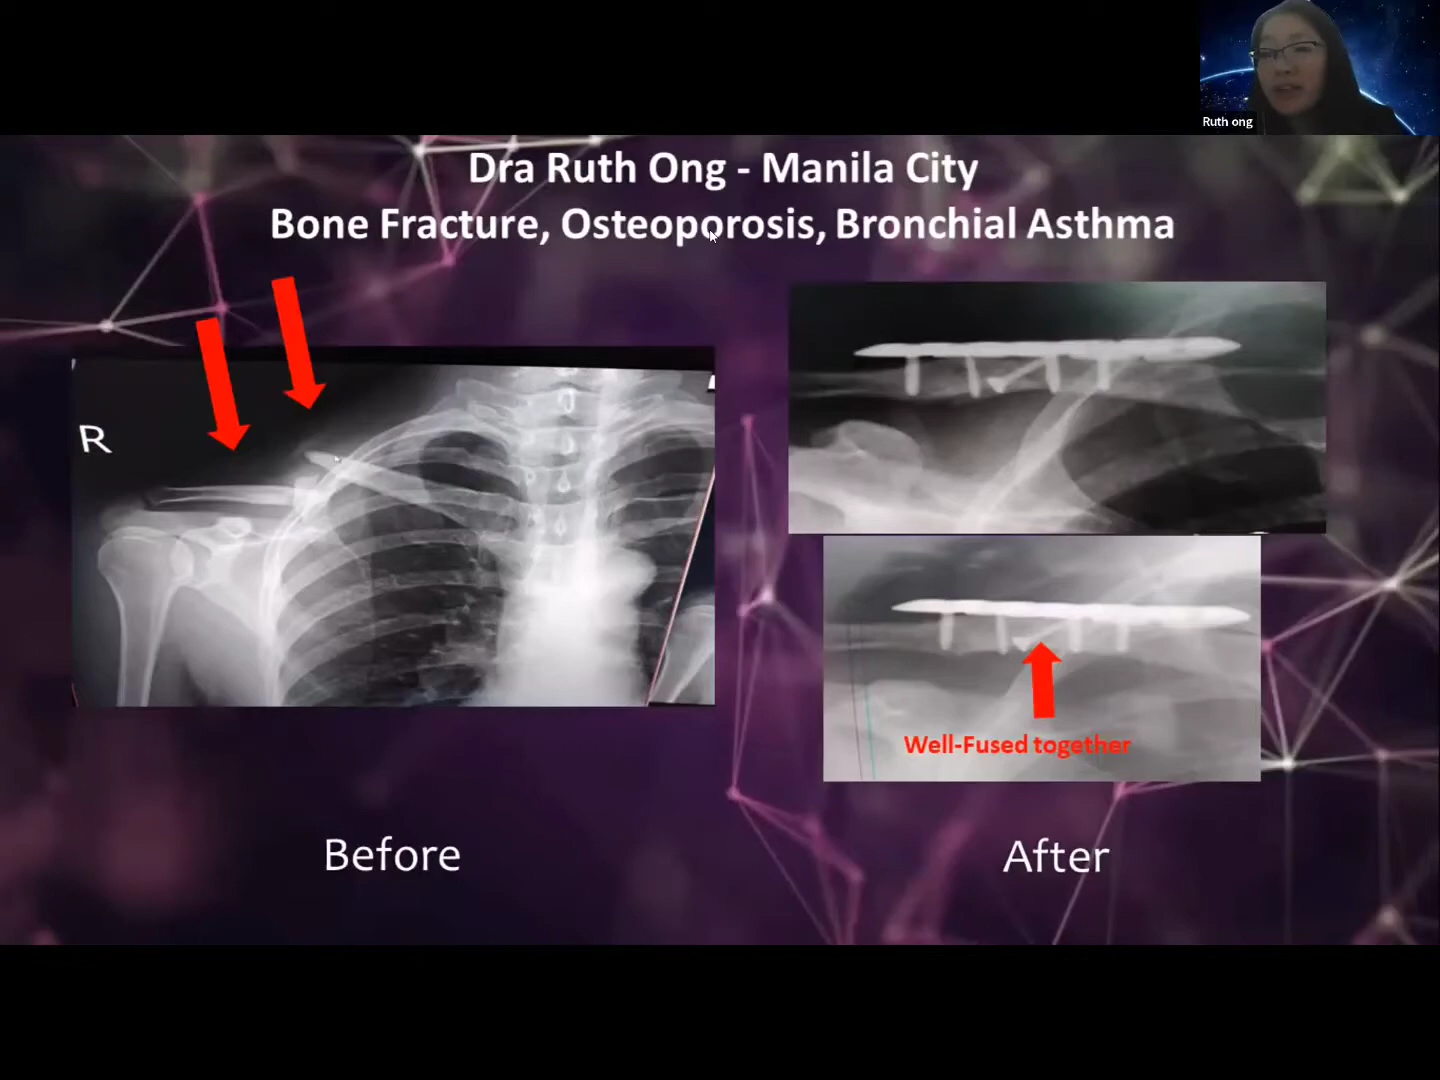 Ruth ong
Dra Ruth Ong - Manila City
Bone Fracture, Osteoporosis, Bronchial Asthma
R
Well-Fused together
Before
After